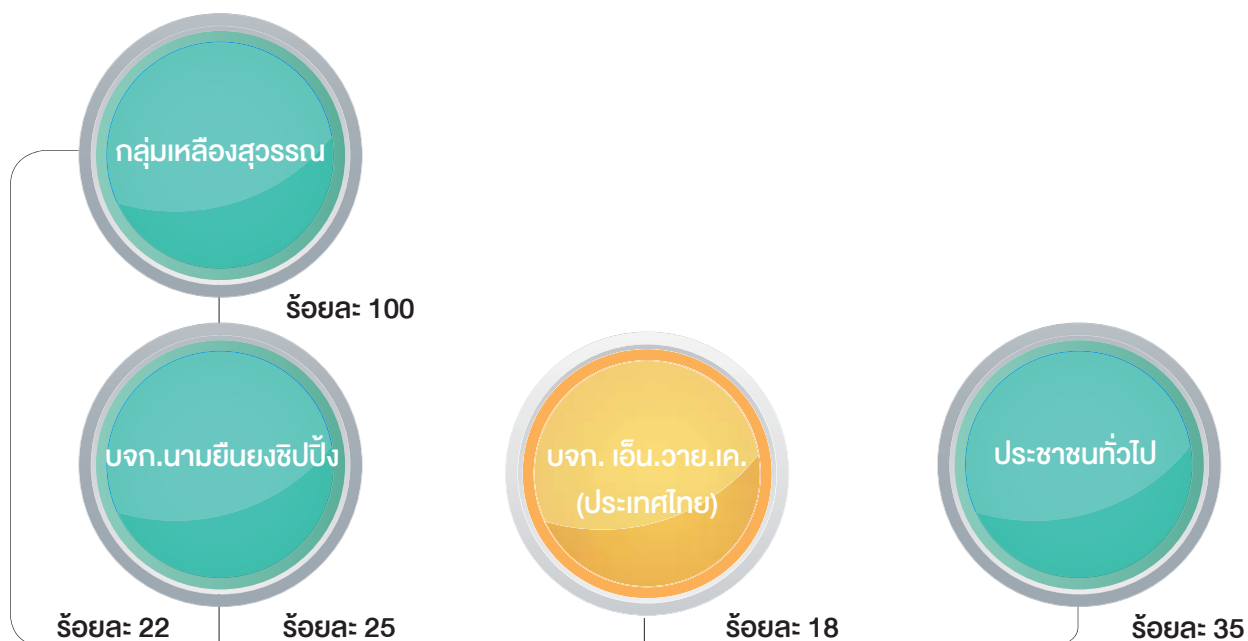 กลุ่มเหลืองสุวรรณ
ร้อยละ 100
บจก.นามยืนยงชิปปิ้ง
บจก. เอ็น.วาย.เค.
(ประเทศไทย)
ประชาชนทั่วไป
ร้อยละ 22
ร้อยละ 25
ร้อยละ 18
ร้อยละ 35